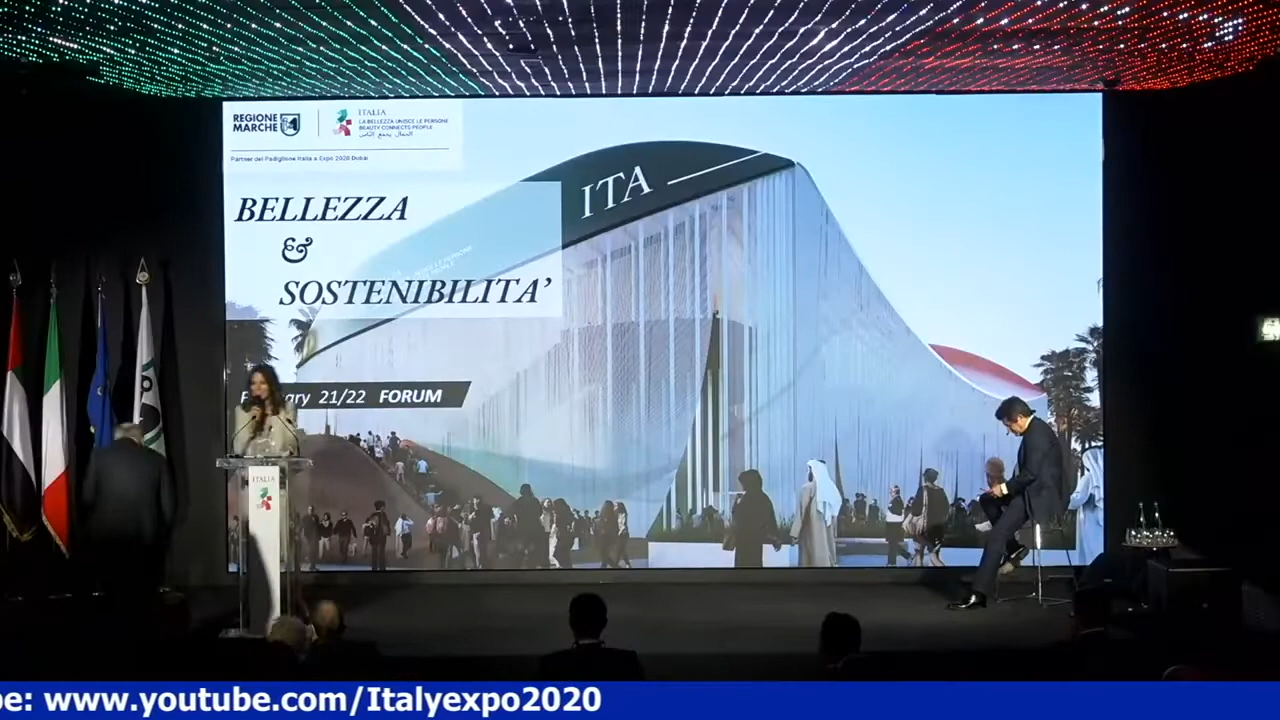 REGIONE
MARCHE
ITALIA
LA BELLEZZA UNISCE LE PERSONE
BEAUTY CONNECTS PEOPLE
الجمال يجمع الناس
Partner del Padiglione Italia a Expo 2020 Dubai
ITA
BELLEZZA
&
SOSTENIBILITA’
21/22 FORUM
ITALIA
www.youtube.com/Italyexpo2020